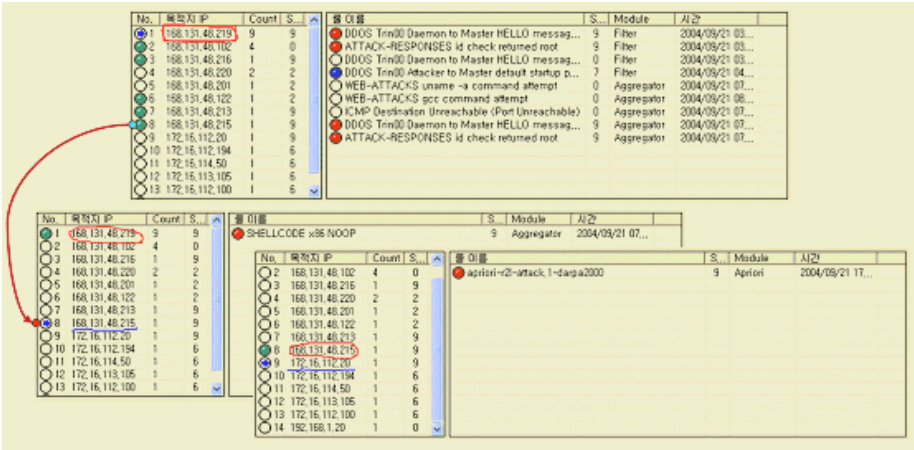 No. 목적지 IP Count S...
1 168,131,48,219 9 9
2 168,131,48,102 4 0
3 168,131,48,216 1 9
4 168,131,48,220 2 2
5 168,131,48,201 1 2
6 168,131,48,122 1 2
7 168,131,48,213 1 9
8 168,131,48,215 1 9
9 172,16,112,20 1 9
10 172,16,112,194 1 6
11 172,16,114,50 1 6
12 172,16,113,105 1 6
13 172,16,112,100 1 6
룰 이름 S... Module 시간
DDOS Trin00 Daemon to Master HELLO messag... 9 Filter 2004/09/21 03...
ATTACK-RESPONSES id check returned root 9 Filter 2004/09/21 03...
DDOS Trin00 Daemon to Master HELLO messag... 0 Filter 2004/09/21 03...
DDOS Trin00 Attacker to Master default startup p... 7 Filter 2004/09/21 04...
WEB-ATTACKS uname -a command attempt 0 Aggregator 2004/09/21 07...
WEB-ATTACKS gcc command attempt 0 Aggregator 2004/09/21 08...
ICMP Destination Unreachable (Port Unreachable) 0 Aggregator 2004/09/21 07...
DDOS Trin00 Daemon to Master HELLO messag... 9 Aggregator 2004/09/21 07...
ATTACK-RESPONSES id check returned root 9 Aggregator 2004/09/21 07...
No. 목적지 IP Count S...
1 168,131,48,219 9 9
2 168,131,48,102 4 0
3 168,131,48,216 1 9
4 168,131,48,220 2 2
5 168,131,48,201 1 2
6 168,131,48,122 1 2
7 168,131,48,213 1 9
8 168,131,48,215 1 9
9 172,16,112,20 1 9
10 172,16,112,194 1 6
11 172,16,114,50 1 6
12 172,16,113,105 1 6
13 172,16,112,100 1 6
룰 이름 S... Module 시간
SHELLCODE x86 NOOP 9 Aggregator 2004/09/21 07...
No. 목적지 IP Count S...
2 168,131,48,102 4 0
3 168,131,48,216 1 9
4 168,131,48,220 2 2
5 168,131,48,201 1 2
6 168,131,48,122 1 2
7 168,131,48,213 1 9
8 168,131,48,215 1 9
9 172,16,112,20 1 9
10 172,16,112,194 1 6
11 172,16,114,50 1 6
12 172,16,113,105 1 6
13 172,16,112,100 1 6
14 192,168,1,20 1 0
룰 이름 S... Module 시간
apriori-r2l-attack,1-darpa2000 9 Apriori 2004/09/21 17...